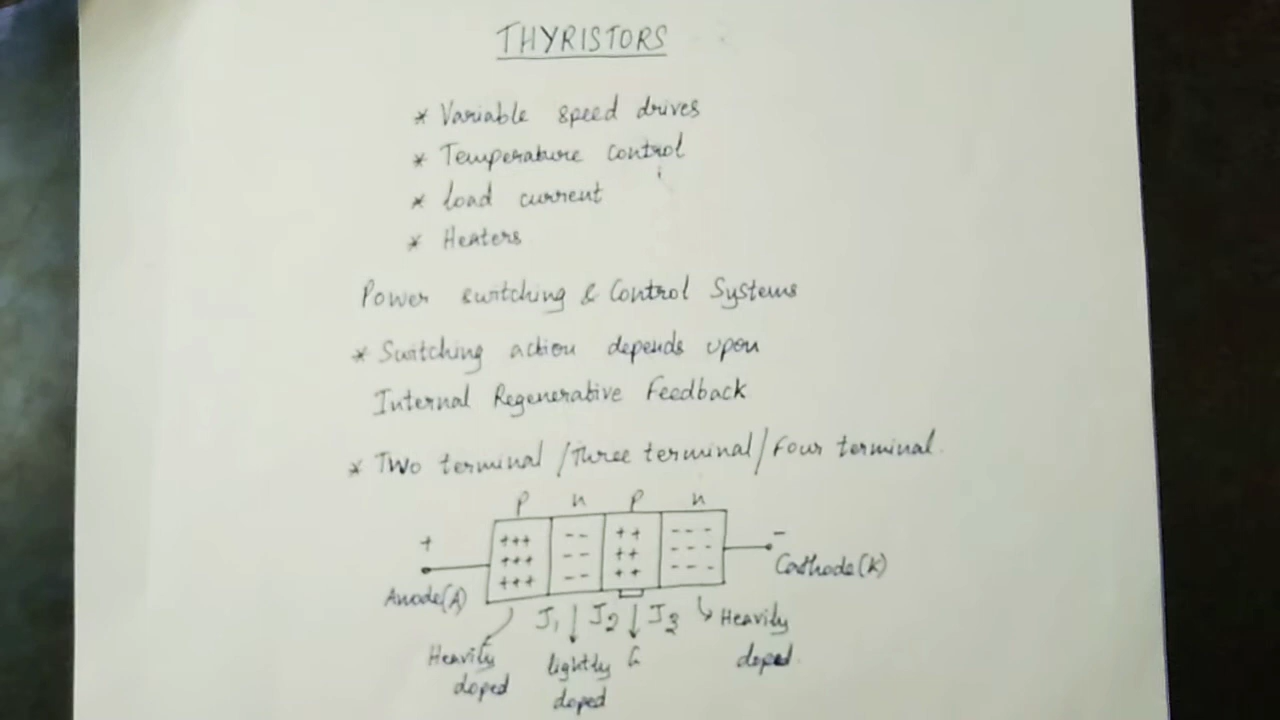 THYRISTORS
* Variable speed drives
* Temperature control
* load current
* Heaters
Power switching & Control Systems
* Switching action depends upon
Internal Regenerative Feedback
* Two terminal / Three terminal / Four terminal.
P n P n
+ +++ -- ++ --- -
+++ -- ++ ---
+++ -- ++ ---
Anode(A) Cathode(K)
J1 J2 J3
Heavily doped
lightly doped
G
Heavily doped.